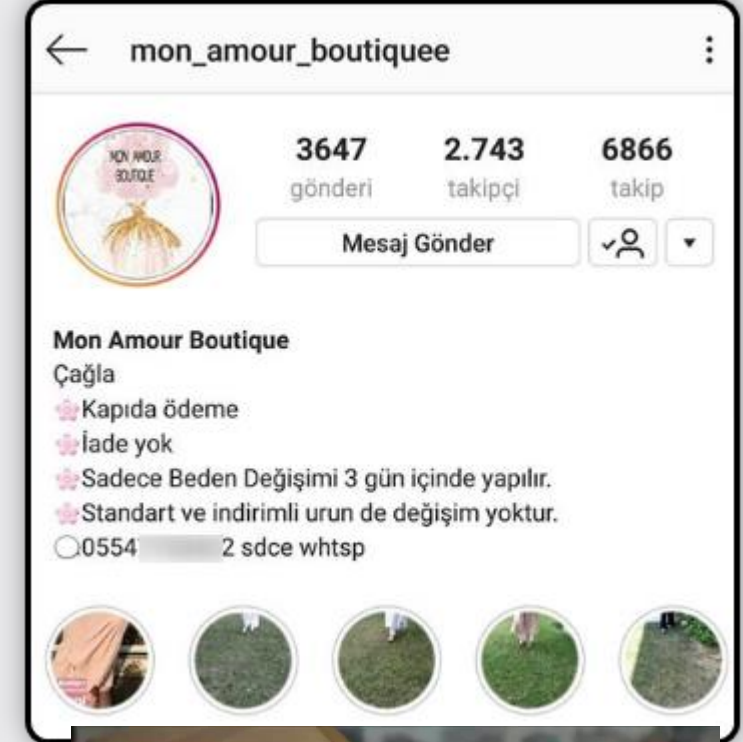 mon_amour_boutiquee
MON AMOUR
BOUTIQUE
3647 2.743 6866
gönderi takipçi takip
Mesaj Gönder
Mon Amour Boutique
Çağla
🌸Kapıda ödeme
🌸İade yok
🌸Sadece Beden Değişimi 3 gün içinde yapılır.
🌸Standart ve indirimli urun de değişim yoktur.
0554 2 sdce whtsp